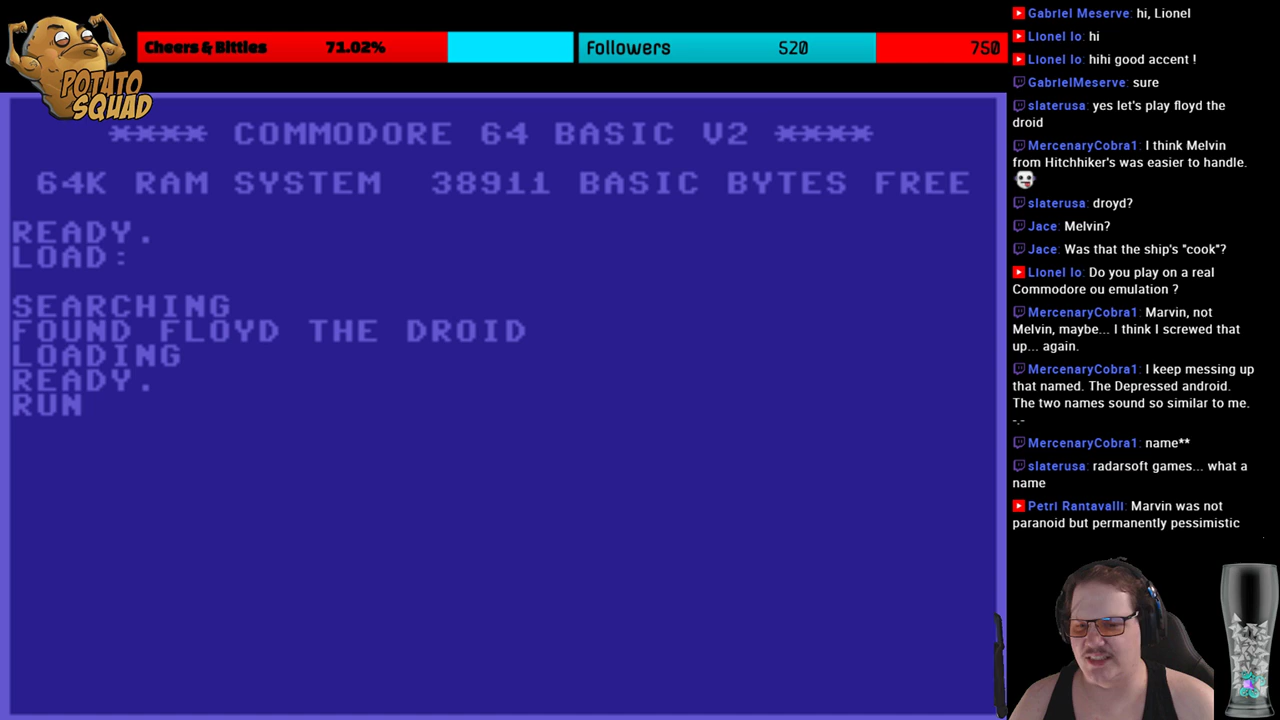 POTATO
SQUAD
Cheers & Bitties 71.02%
Followers 520 750
**** COMMODORE 64 BASIC V2 ****
64K RAM SYSTEM 38911 BASIC BYTES FREE
READY.
LOAD:
SEARCHING
FOUND FLOYD THE DROID
LOADING
READY.
RUN
Gabriel Meserve: hi, Lionel
Lionel lo: hi
Lionel lo: hihi good accent !
GabrielMeserve: sure
slaterusa: yes let's play floyd the
droid
MercenaryCobra1: I think Melvin
from Hitchhiker's was easier to handle.
slaterusa: droyd?
Jace: Melvin?
Jace: Was that the ship's "cook"?
Lionel lo: Do you play on a real
Commodore ou emulation ?
MercenaryCobra1: Marvin, not
Melvin, maybe... I think I screwed that
up... again.
MercenaryCobra1: I keep messing up
that named. The Depressed android.
The two names sound so similar to me.
-.-
MercenaryCobra1: name**
slaterusa: radarsoft games... what a
name
Petri Rantavalli: Marvin was not
paranoid but permanently pessimistic